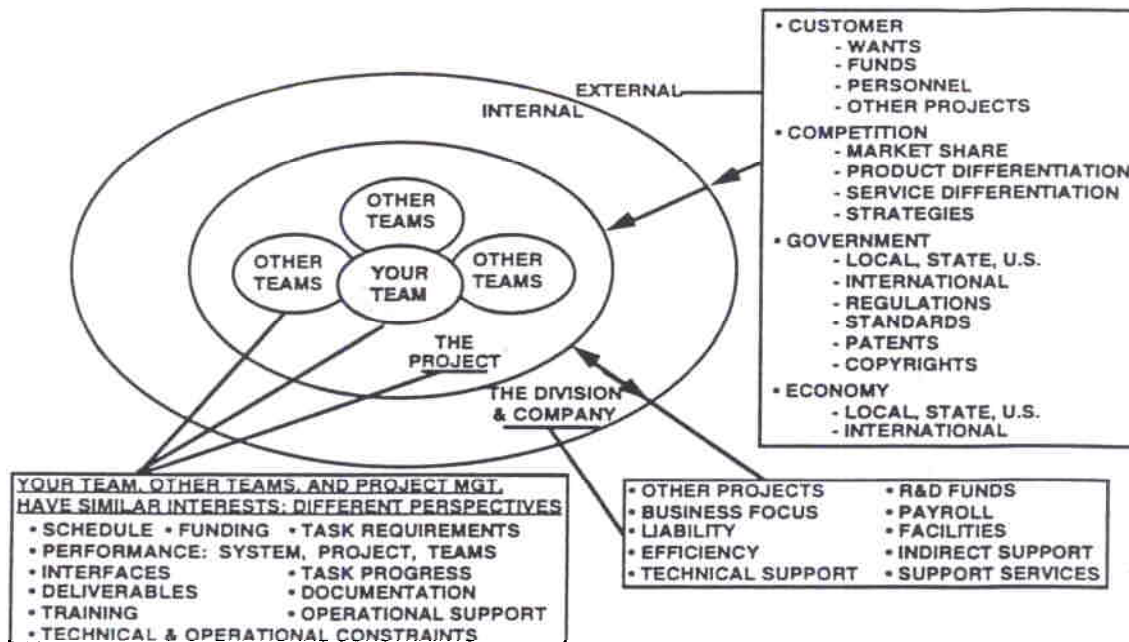 EXTERNAL
INTERNAL
OTHER
TEAMS
OTHER
TEAMS
YOUR
TEAM
OTHER
TEAMS
THE
PROJECT
THE DIVISION
& COMPANY
• CUSTOMER
- WANTS
- FUNDS
- PERSONNEL
- OTHER PROJECTS
• COMPETITION
- MARKET SHARE
- PRODUCT DIFFERENTIATION
- SERVICE DIFFERENTIATION
- STRATEGIES
• GOVERNMENT
- LOCAL, STATE, U.S.
- INTERNATIONAL
- REGULATIONS
- STANDARDS
- PATENTS
- COPYRIGHTS
• ECONOMY
- LOCAL, STATE, U.S.
- INTERNATIONAL
YOUR TEAM, OTHER TEAMS, AND PROJECT MGT.
HAVE SIMILAR INTERESTS; DIFFERENT PERSPECTIVES
• SCHEDULE • FUNDING • TASK REQUIREMENTS
• PERFORMANCE: SYSTEM, PROJECT, TEAMS
• INTERFACES • TASK PROGRESS
• DELIVERABLES • DOCUMENTATION
• TRAINING • OPERATIONAL SUPPORT
• TECHNICAL & OPERATIONAL CONSTRAINTS
• OTHER PROJECTS • R&D FUNDS
• BUSINESS FOCUS • PAYROLL
• LIABILITY • FACILITIES
• EFFICIENCY • INDIRECT SUPPORT
• TECHNICAL SUPPORT • SUPPORT SERVICES